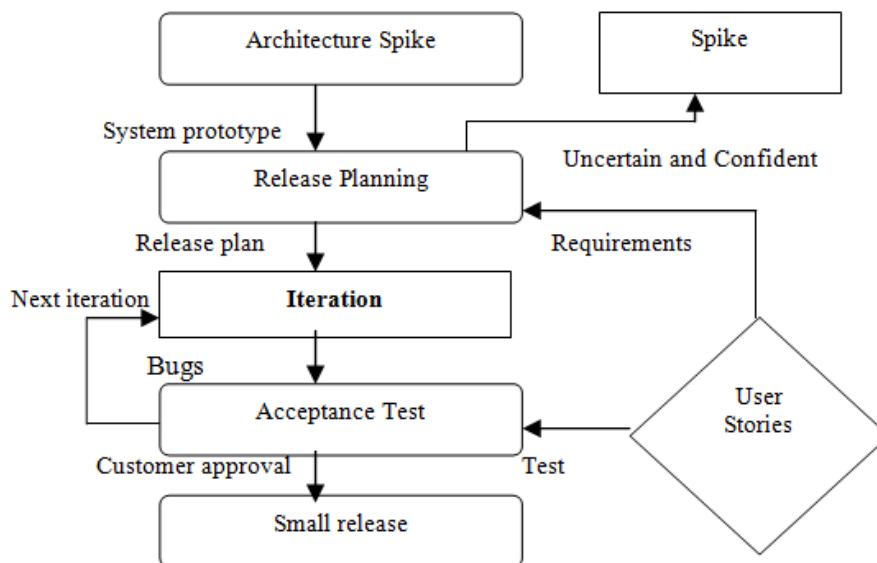 Architecture Spike
Spike
System prototype
Uncertain and Confident
Release Planning
Release plan
Requirements
Next iteration
Iteration
Bugs
User
Stories
Acceptance Test
Customer approval
Test
Small release